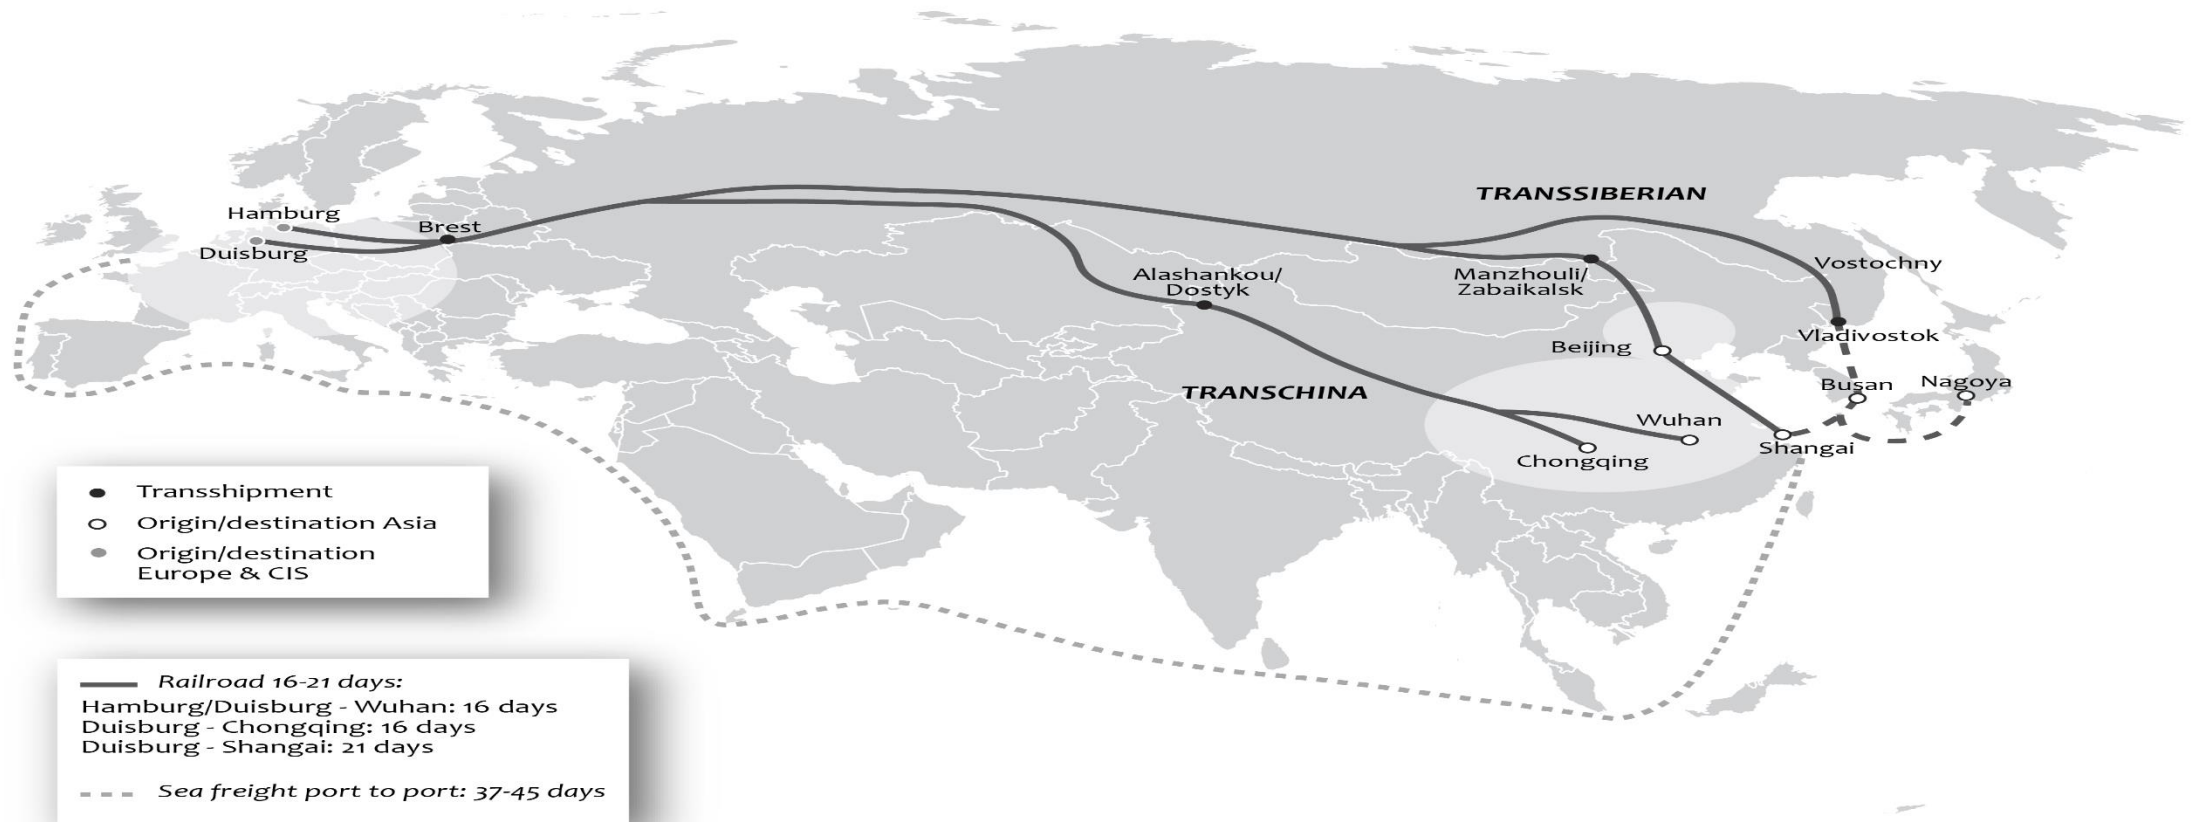 TRANSSIBERIAN
Hamburg
Brest
Duisburg
Vostochny
Alashankou/
Dostyk
Manzhouli/
Zabaikalsk
Vladivostok
Beijing
TRANSCHINA
Busan
Nagoya
Wuhan
Shangai
Chongqing
Transshipment
Origin/destination Asia
Origin/destination
Europe & CIS
Railroad 16-21 days:
Hamburg/Duisburg - Wuhan: 16 days
Duisburg - Chongqing: 16 days
Duisburg - Shangai: 21 days
Sea freight port to port: 37-45 days